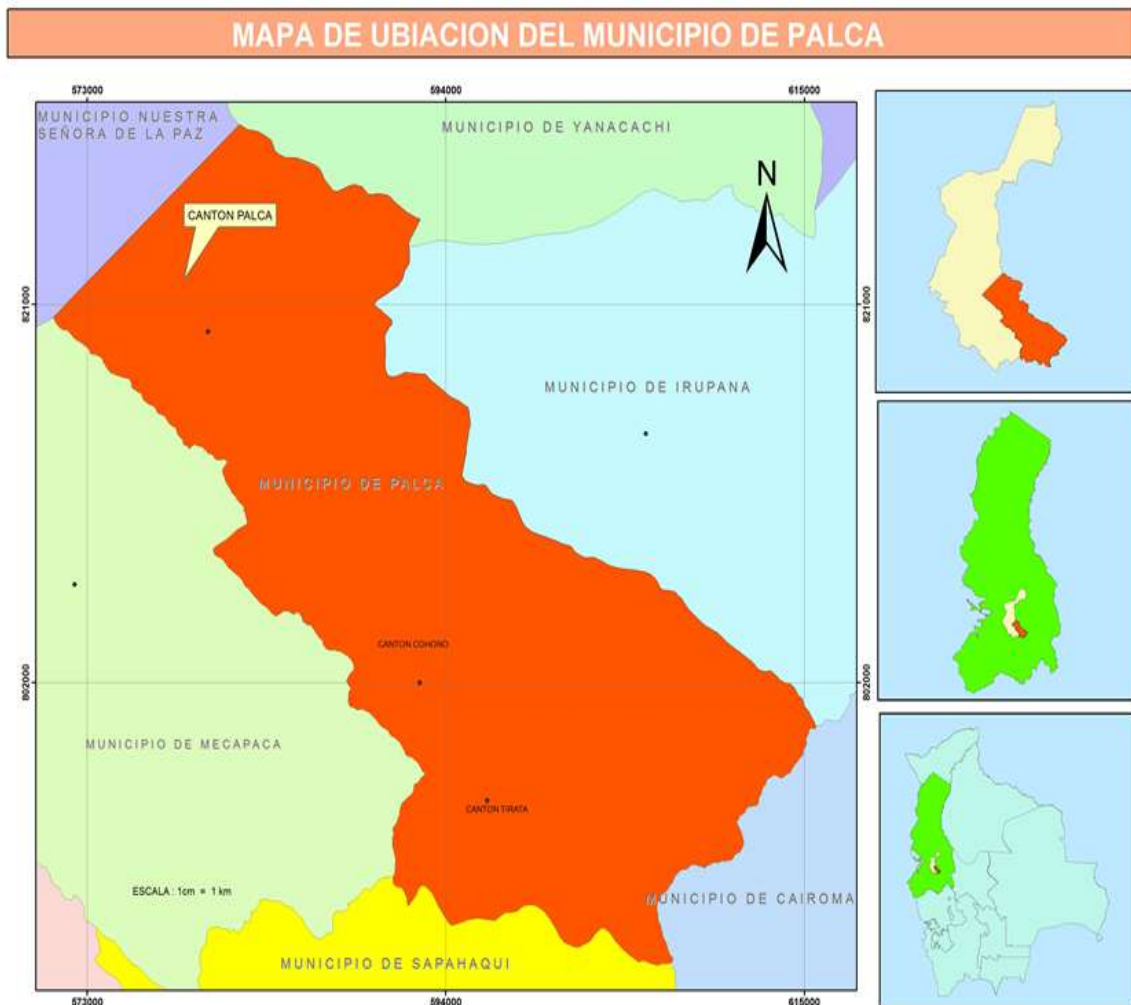 MAPA DE UBIACION DEL MUNICIPIO DE PALCA
573000
594000
615000
MUNICIPIO NUESTRA
SEÑORA DE LA PAZ
MUNICIPIO DE YANACACHI
N
CANTON PALCA
821000
821000
MUNICIPIO DE IRUPANA
MUNICIPIO DE PALCA
CANTON COHONO
802000
802000
MUNICIPIO DE MECAPACA
CANTON TIRATA
ESCALA : 1cm = 1 km
MUNICIPIO DE CAIROMA
MUNICIPIO DE SAPAHAQUI
573000
594000
615000